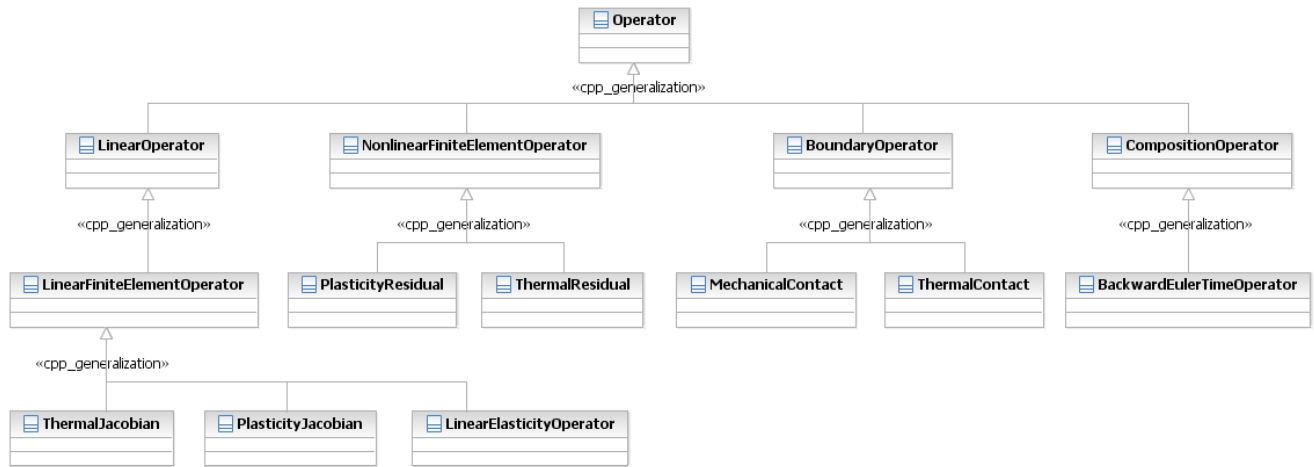 Operator
«cpp_generalization»
LinearOperator
NonlinearFiniteElementOperator
BoundaryOperator
CompositionOperator
«cpp_generalization»
«cpp_generalization»
«cpp_generalization»
«cpp_generalization»
LinearFiniteElementOperator
PlasticityResidual
ThermalResidual
MechanicalContact
ThermalContact
BackwardEulerTimeOperator
«cpp_generalization»
ThermalJacobian
PlasticityJacobian
LinearElasticityOperator